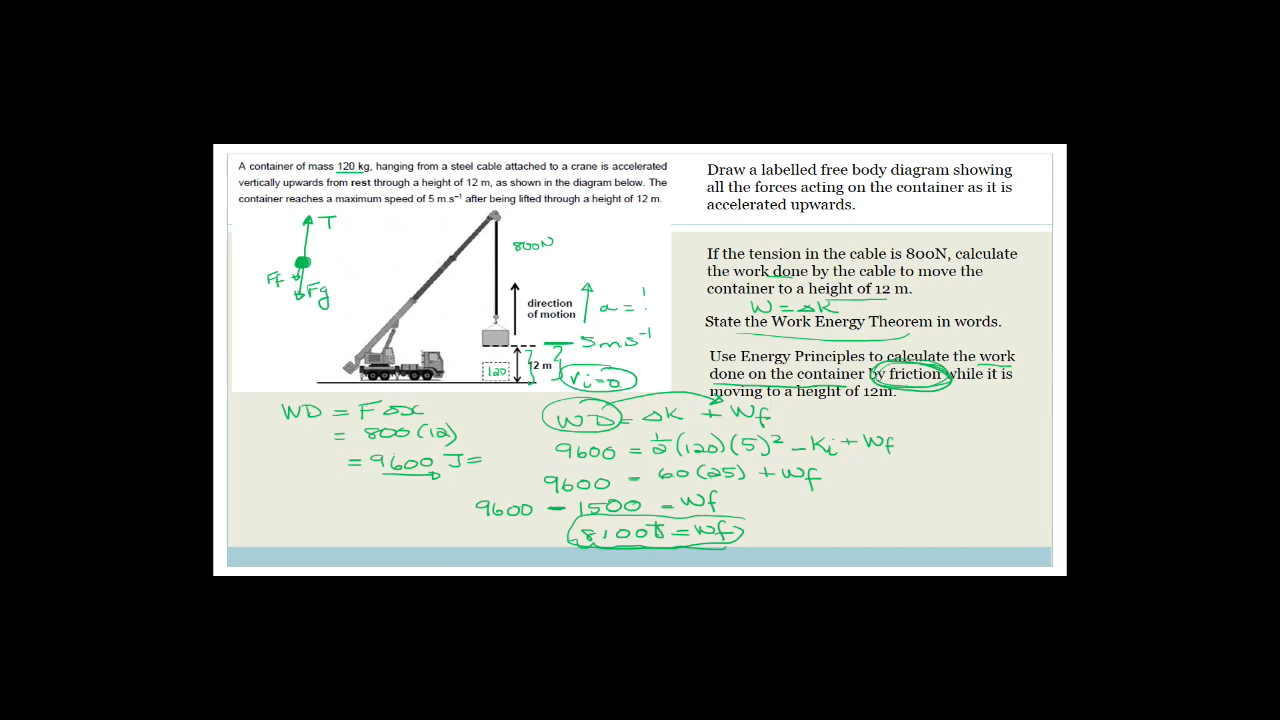 A container of mass 120 kg, hanging from a steel cable attached to a crane is accelerated
vertically upwards from rest through a height of 12 m, as shown in the diagram below. The
container reaches a maximum speed of 5 m.s⁻¹ after being lifted through a height of 12 m.
T
Ff
Fg
800N
direction
of motion
a =
5ms⁻¹
120
2 m
vi=0
Draw a labelled free body diagram showing
all the forces acting on the container as it is
accelerated upwards.
If the tension in the cable is 800N, calculate
the work done by the cable to move the
container to a height of 12 m.
W = ΔK
State the Work Energy Theorem in words.
Use Energy Principles to calculate the work
done on the container by friction while it is
moving to a height of 12m.
WD = FΔx
= 800(12)
= 9600 J
WD = ΔK + Wf
9600 = ½(120)(5)² - Ki + Wf
9600 = 60(25) + Wf
9600 - 1500 = Wf
8100J = Wf